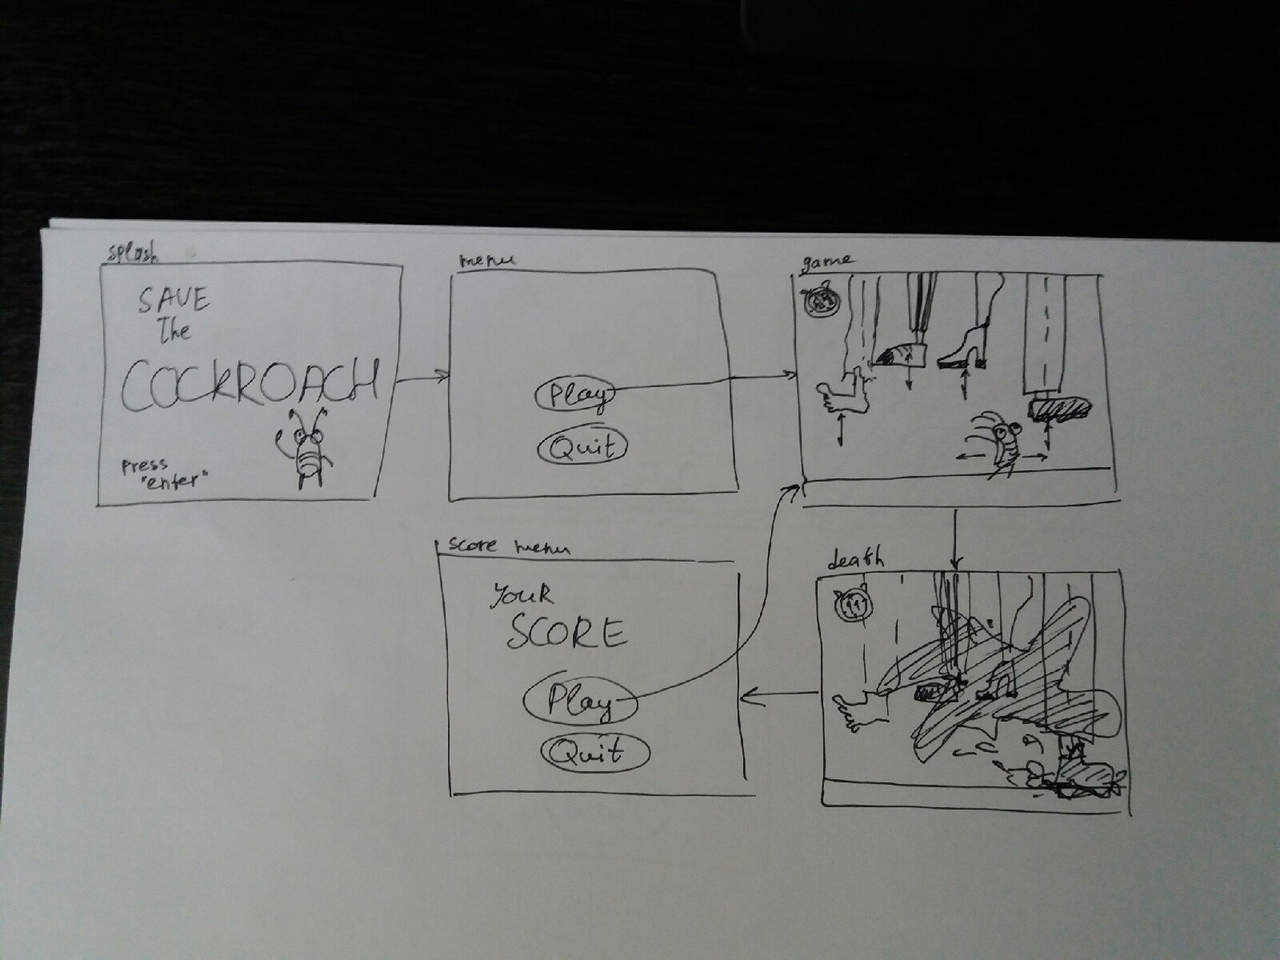 splash
SAVE
The
COCKROACH
press
"enter"
menu
Play
Quit
game
death
score menu
YOUR
SCORE
Play
Quit